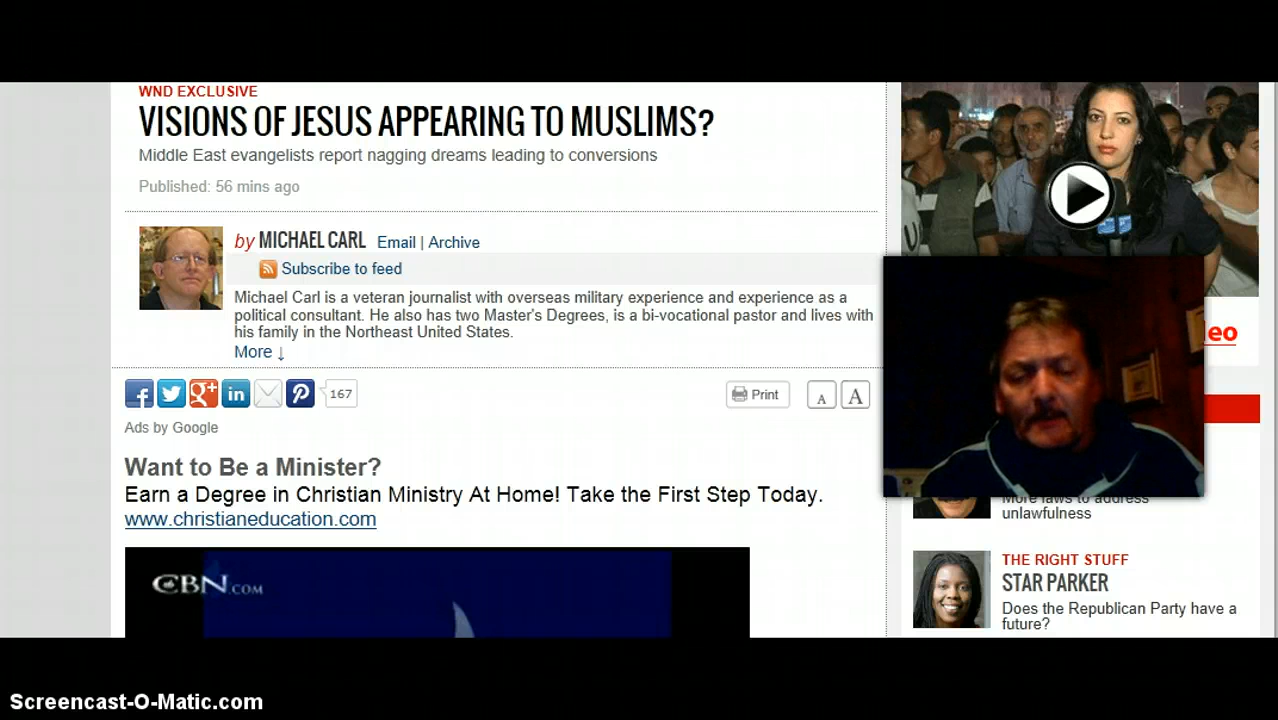 WND EXCLUSIVE
VISIONS OF JESUS APPEARING TO MUSLIMS?
Middle East evangelists report nagging dreams leading to conversions
Published: 56 mins ago
by MICHAEL CARL Email | Archive
Subscribe to feed
Michael Carl is a veteran journalist with overseas military experience and experience as a
political consultant. He also has two Master's Degrees, is a bi-vocational pastor and lives with
his family in the Northeast United States.
More ↓
167
Print
A A
Ads by Google
Want to Be a Minister?
Earn a Degree in Christian Ministry At Home! Take the First Step Today.
www.christianeducation.com
CBN.COM
eo
More laws to address
unlawfulness
THE RIGHT STUFF
STAR PARKER
Does the Republican Party have a
future?
Screencast-O-Matic.com